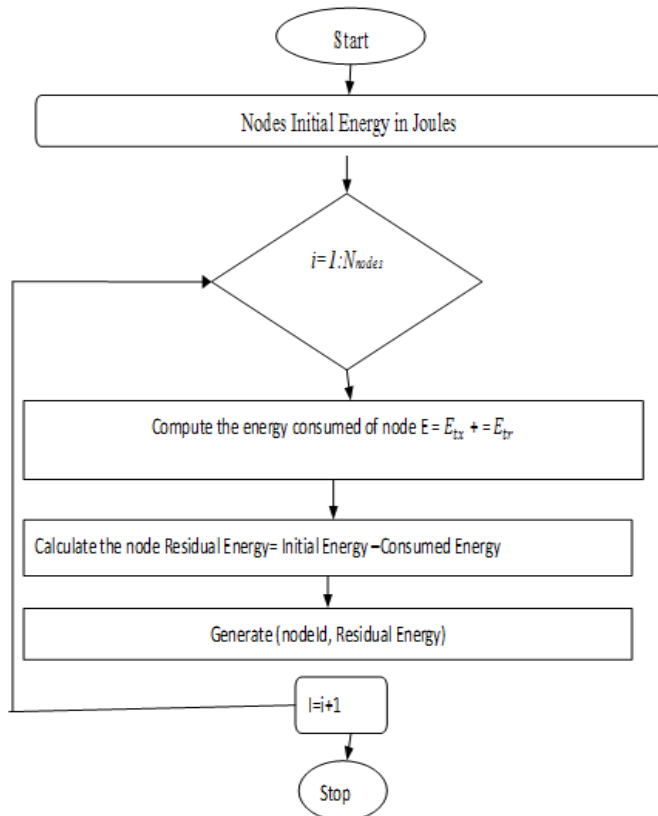 Start
Nodes Initial Energy in Joules
i=1:Nnodes
Compute the energy consumed of node E = Etx + = Etr
Calculate the node Residual Energy= Initial Energy –Consumed Energy
Generate (nodeId, Residual Energy)
I=i+1
Stop